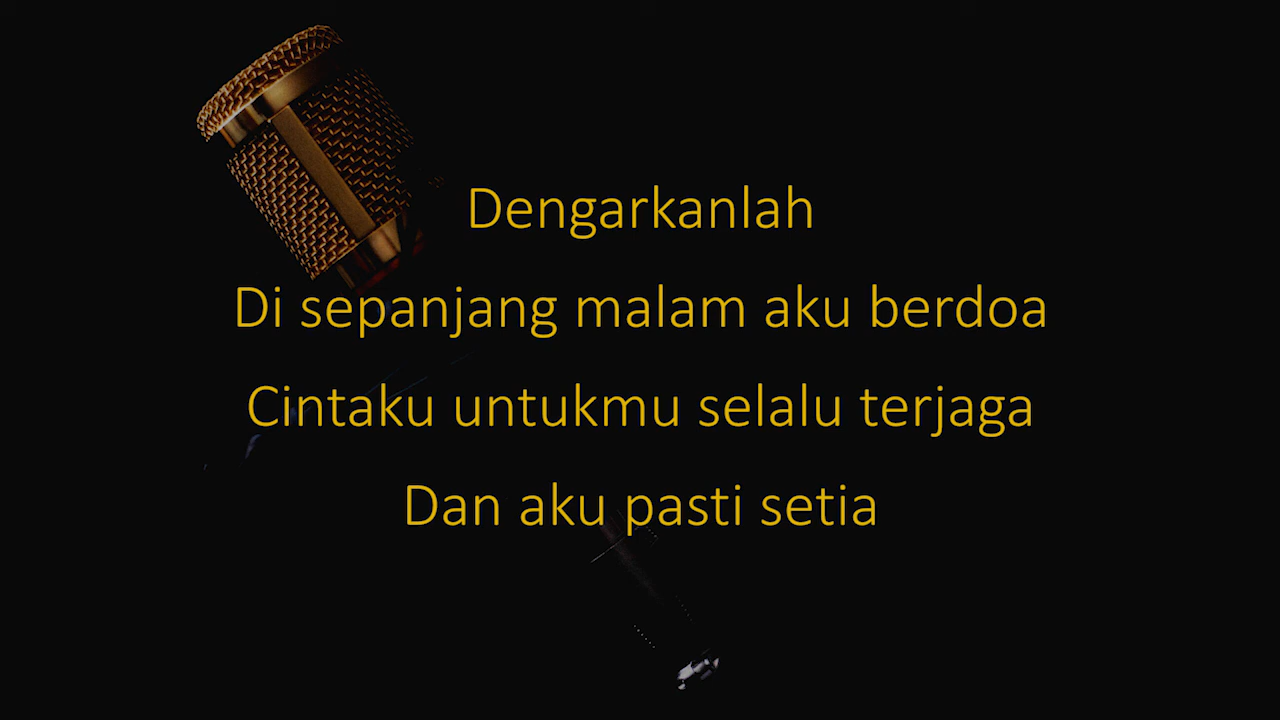 Dengarkanlah
Di sepanjang malam aku berdoa
Cintaku untukmu selalu terjaga
Dan aku pasti setia